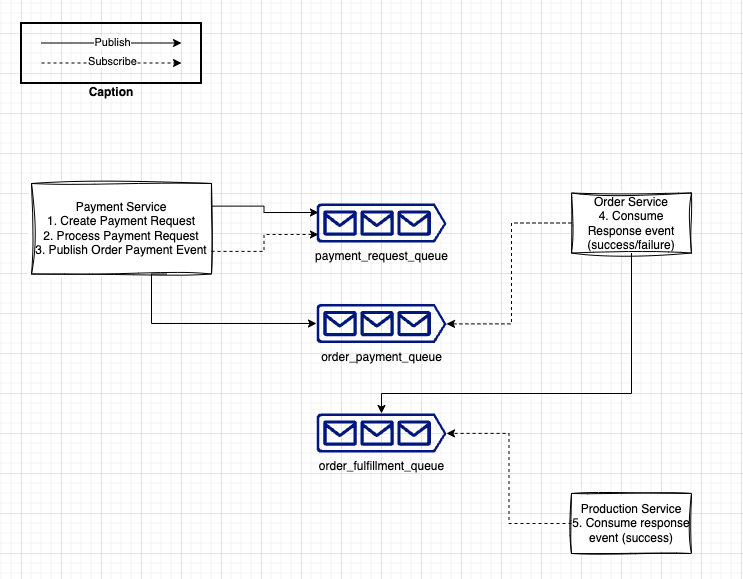 Publish
Subscribe
Caption
Payment Service
1. Create Payment Request
2. Process Payment Request
3. Publish Order Payment Event
payment_request_queue
Order Service
4. Consume
Response event
(success/failure)
order_payment_queue
order_fulfillment_queue
Production Service
5. Consume response
event (success)